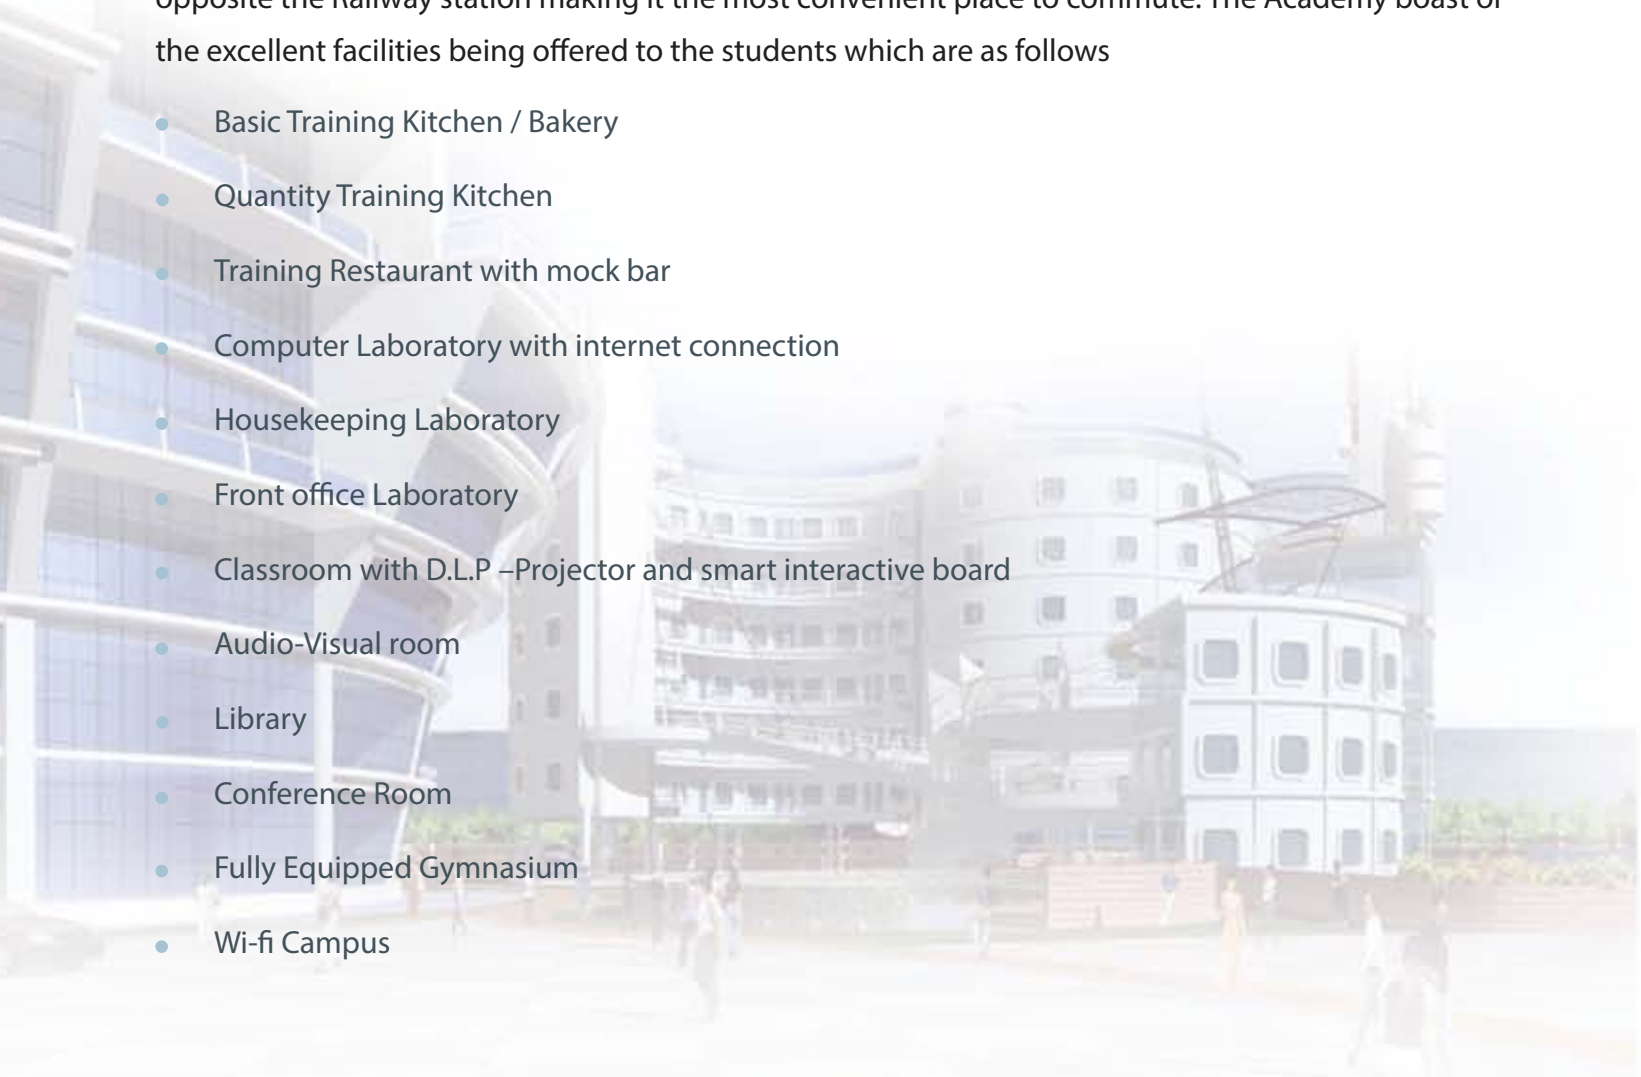 opposite the Railway station making it the most convenient place to commute. The Academy boast of
the excellent facilities being offered to the students which are as follows
Basic Training Kitchen / Bakery
Quantity Training Kitchen
Training Restaurant with mock bar
Computer Laboratory with internet connection
Housekeeping Laboratory
Front office Laboratory
Classroom with D.L.P –Projector and smart interactive board
Audio-Visual room
Library
Conference Room
Fully Equipped Gymnasium
Wi-fi Campus